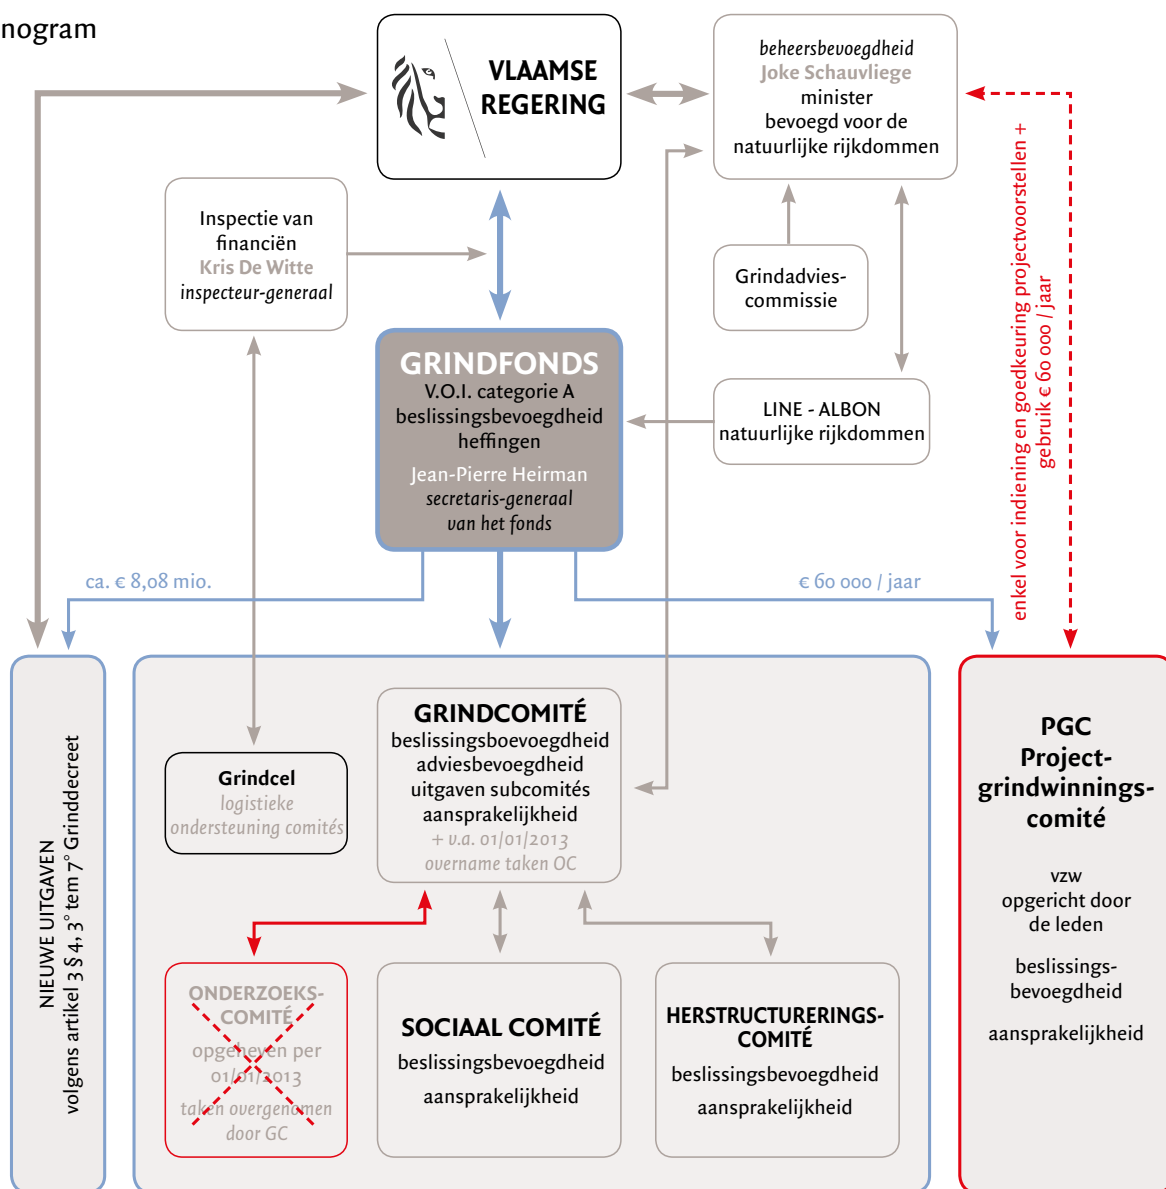 nogram
VLAAMSE
REGERING
beheersbevoegdheid
Joke Schauvliege
minister
bevoegd voor de
natuurlijke rijkdommen
Inspectie van
financiën
Kris De Witte
inspecteur-generaal
Grindadvies-
commissie
enkel voor indiening en goedkeuring projectvoorstellen +
gebruik € 60 000 / jaar
GRINDFONDS
V.O.I. categorie A
beslissingsbevoegdheid
heffingen
Jean-Pierre Heirman
secretaris-generaal
van het fonds
LINE - ALBON
natuurlijke rijkdommen
ca. € 8,08 mio.
€ 60 000 / jaar
NIEUWE UITGAVEN
volgens artikel 3 § 4, 3° tem 7° Grinddecreet
Grindcel
logistieke
ondersteuning comités
GRINDCOMITÉ
beslissingsboevoegdheid
adviesbevoegdheid
uitgaven subcomités
aansprakelijkheid
+ v.a. 01/01/2013
overname taken OC
PGC
Project-
grindwinnings-
comité
vzw
opgericht door
de leden
beslissings-
bevoegdheid
aansprakelijkheid
ONDERZOEKS-
COMITÉ
opgeheven per
01/01/2013
taken overgenomen
door GC
SOCIAAL COMITÉ
beslissingsbevoegdheid
aansprakelijkheid
HERSTRUCTURERINGS-
COMITÉ
beslissingsbevoegdheid
aansprakelijkheid